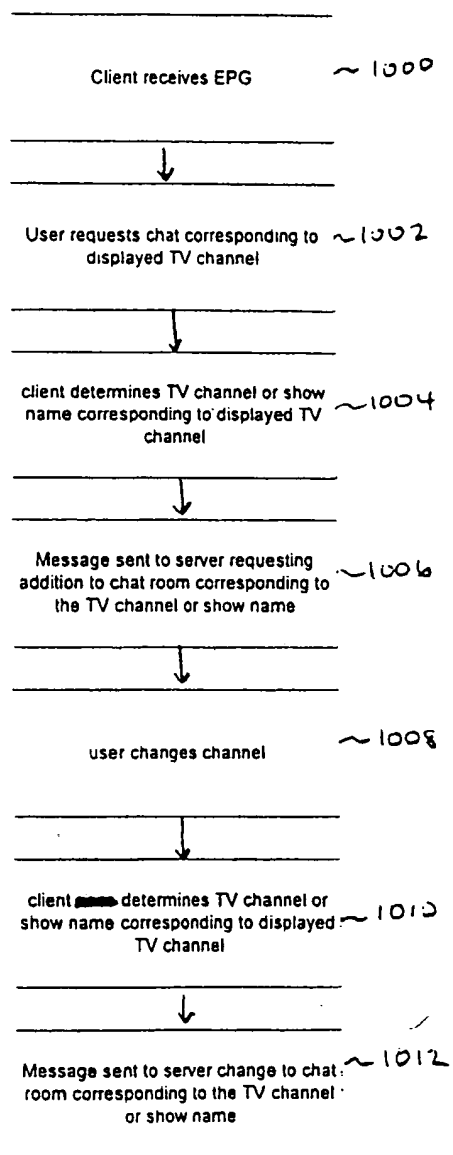 Client receives EPG ~ 1000
User requests chat corresponding to ~1002
displayed TV channel
client determines TV channel or show
name corresponding to displayed TV ~1004
channel
Message sent to server requesting
addition to chat room corresponding to ~1006
the TV channel or show name
user changes channel ~ 1008
client determines TV channel or
show name corresponding to displayed ~ 1010
TV channel
Message sent to server change to chat ~ 1012
room corresponding to the TV channel
or show name